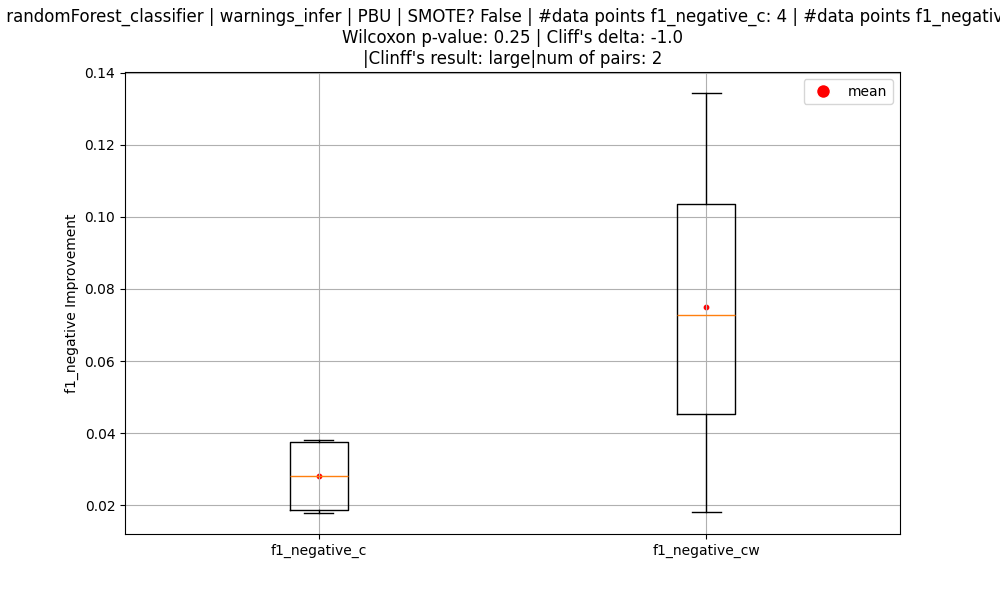 randomForest_classifier | warnings_infer | PBU | SMOTE? False | #data points f1_negative_c: 4 | #data points f1_negativ
Wilcoxon p-value: 0.25 | Cliff's delta: -1.0
|Clinff's result: large|num of pairs: 2
mean
0.14
0.12
0.10
0.08
0.06
0.04
0.02
f1_negative Improvement
f1_negative_c
f1_negative_cw